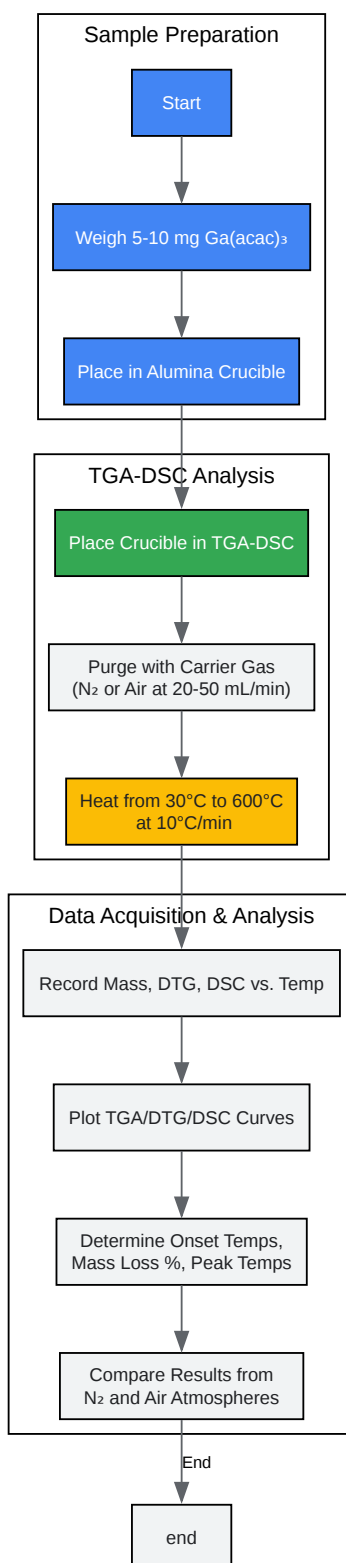 Sample Preparation
Start
Weigh 5-10 mg Ga(acac)₃
Place in Alumina Crucible
TGA-DSC Analysis
Place Crucible in TGA-DSC
Purge with Carrier Gas
(N₂ or Air at 20-50 mL/min)
Heat from 30°C to 600°C
at 10°C/min
Data Acquisition & Analysis
Record Mass, DTG, DSC vs. Temp
Plot TGA/DTG/DSC Curves
Determine Onset Temps,
Mass Loss %, Peak Temps
Compare Results from
N₂ and Air Atmospheres
End
end